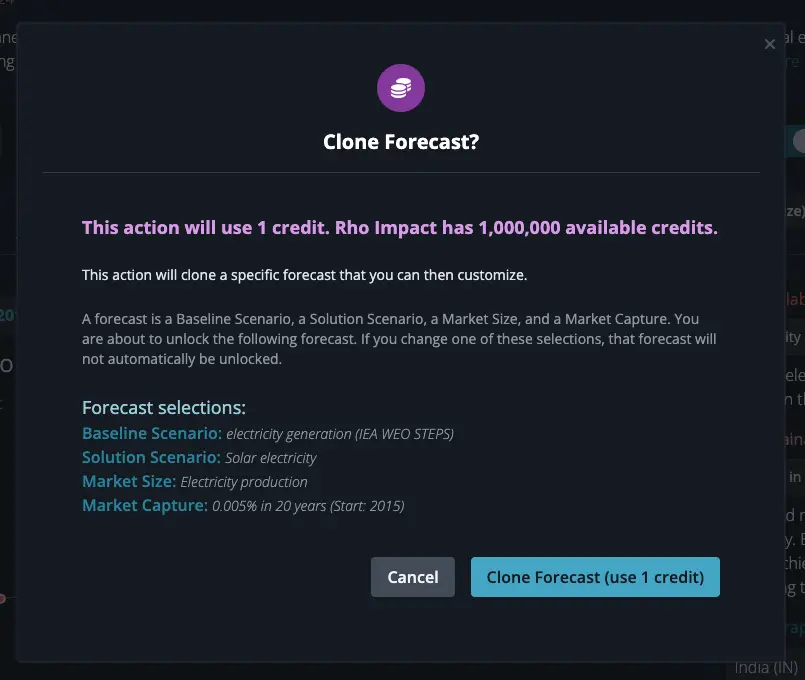 Clone Forecast?
This action will use 1 credit. Rho Impact has 1,000,000 available credits.
This action will clone a specific forecast that you can then customize.
A forecast is a Baseline Scenario, a Solution Scenario, a Market Size, and a Market Capture. You
are about to unlock the following forecast. If you change one of these selections, that forecast will
not automatically be unlocked.
Forecast selections:
Baseline Scenario: electricity generation (IEA WEO STEPS)
Solution Scenario: Solar electricity
Market Size: Electricity production
Market Capture: 0.005% in 20 years (Start: 2015)
Cancel
Clone Forecast (use 1 credit)
India (IN)